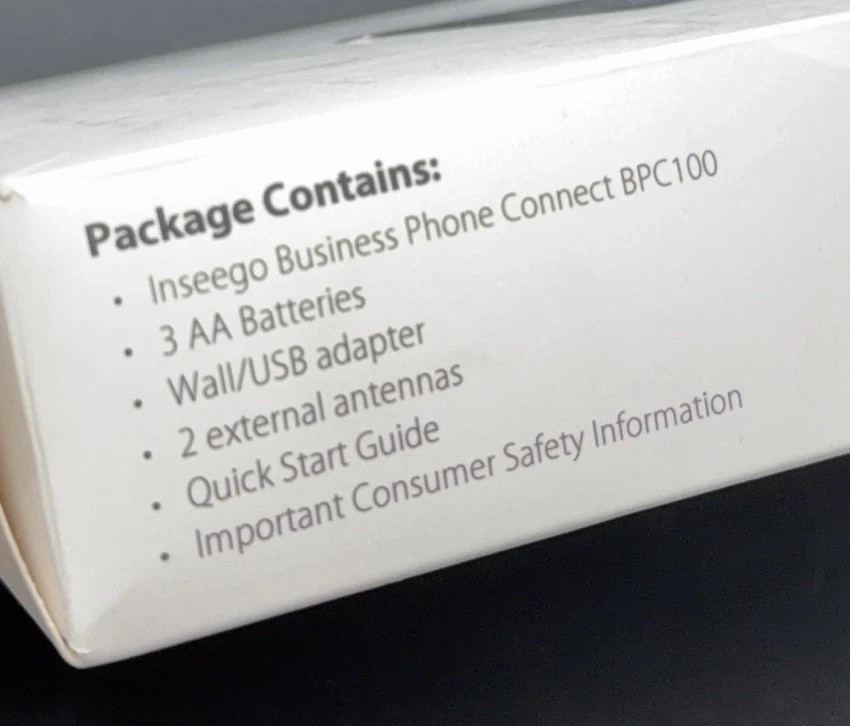 Package Contains:
• Inseego Business Phone Connect BPC100
• 3 AA Batteries
• Wall/USB adapter
• 2 external antennas
• Quick Start Guide
• Important Consumer Safety Information